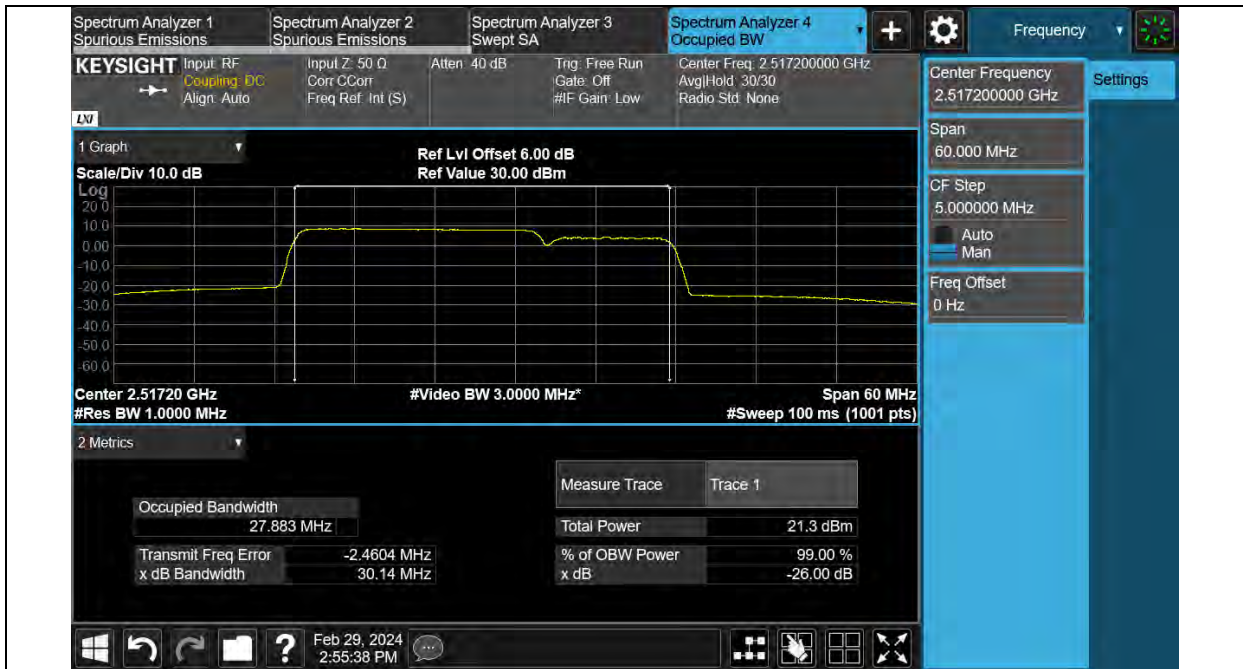 Spectrum Analyzer 1
Spurious Emissions
Spectrum Analyzer 2
Spurious Emissions
Spectrum Analyzer 3
Swept SA
Spectrum Analyzer 4
Occupied BW
Frequency
KEYSIGHT
Input: RF
Coupling: DC
Align: Auto
Input Z: 50 Ω
Corr CCorr
Freq Ref: Int (S)
Atten: 40 dB
Trig: Free Run
Gate: Off
#IF Gain: Low
Center Freq: 2.517200000 GHz
Avg|Hold: 30/30
Radio Std: None
LXI
Center Frequency
2.517200000 GHz
Settings
Span
60.000 MHz
CF Step
5.000000 MHz
Auto
Man
Freq Offset
0 Hz
1 Graph
Scale/Div 10.0 dB
Ref Lvl Offset 6.00 dB
Ref Value 30.00 dBm
Log
20.0
10.0
0.00
-10.0
-20.0
-30.0
-40.0
-50.0
-60.0
Center 2.51720 GHz
#Video BW 3.0000 MHz*
Span 60 MHz
#Res BW 1.0000 MHz
#Sweep 100 ms (1001 pts)
2 Metrics
Measure Trace
Trace 1
Occupied Bandwidth
27.883 MHz
Total Power
21.3 dBm
Transmit Freq Error
-2.4604 MHz
% of OBW Power
99.00 %
x dB Bandwidth
30.14 MHz
x dB
-26.00 dB
Feb 29, 2024
2:55:38 PM